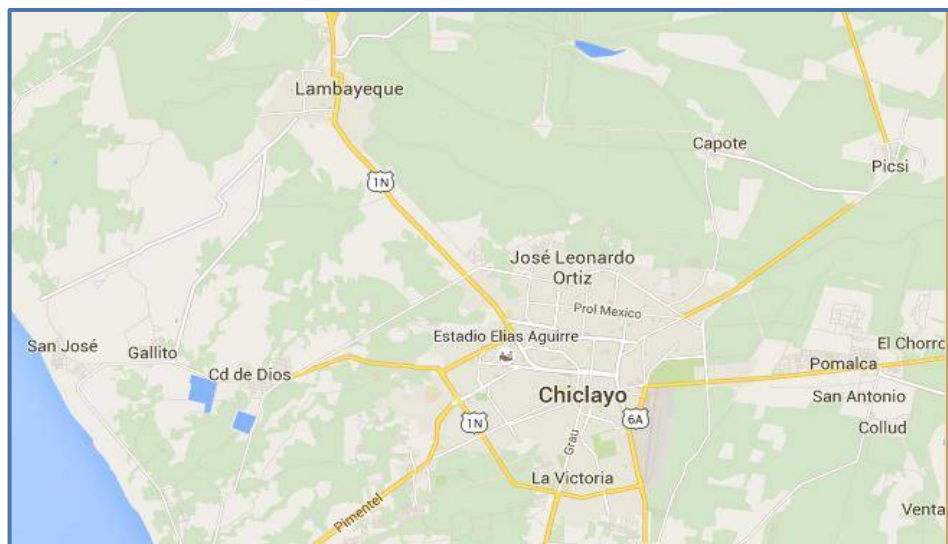 Lambayeque
1N
Capote
Picsi
José Leonardo
Ortiz
Prol Mexico
Estadio Elias Aguirre
San José
Gallito
Cd de Dios
El Chorro
Pomalca
Chiclayo
San Antonio
1N
6A
Collud
Grau
La Victoria
Pimentel
Venta